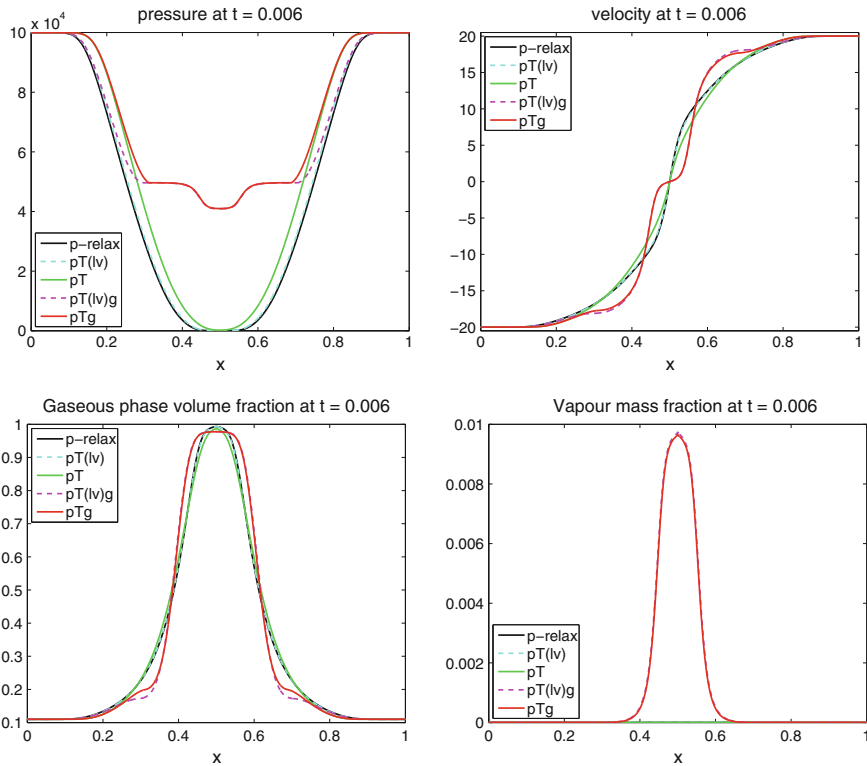 pressure at t = 0.006
x 10⁴
10
8
6
4
2
0
p−relax
pT(lv)
pT
pT(lv)g
pTg
0 0.2 0.4 0.6 0.8 1
x
velocity at t = 0.006
20
15
10
5
0
−5
−10
−15
−20
p−relax
pT(lv)
pT
pT(lv)g
pTg
0 0.2 0.4 0.6 0.8 1
x
Gaseous phase volume fraction at t = 0.006
1
0.9
0.8
0.7
0.6
0.5
0.4
0.3
0.2
0.1
p−relax
pT(lv)
pT
pT(lv)g
pTg
0 0.2 0.4 0.6 0.8 1
x
Vapour mass fraction at t = 0.006
0.01
0.008
0.006
0.004
0.002
0
p−relax
pT(lv)
pT
pT(lv)g
pTg
0 0.2 0.4 0.6 0.8 1
x